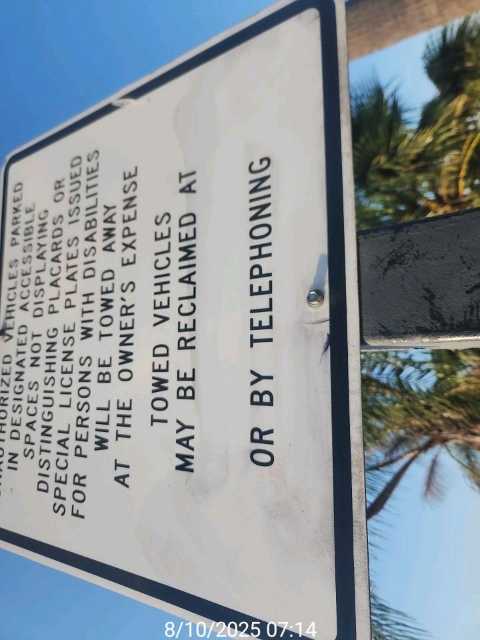 VEHICLES PARKED
IN DESIGNATED ACCESSIBLE
SPACES NOT DISPLAYING
DISTINGUISHING PLACARDS OR
SPECIAL LICENSE PLATES ISSUED
FOR PERSONS WITH DISABILITIES
WILL BE TOWED AWAY
AT THE OWNER'S EXPENSE
TOWED VEHICLES
MAY BE RECLAIMED AT
OR BY TELEPHONING
8/10/2025 07:14